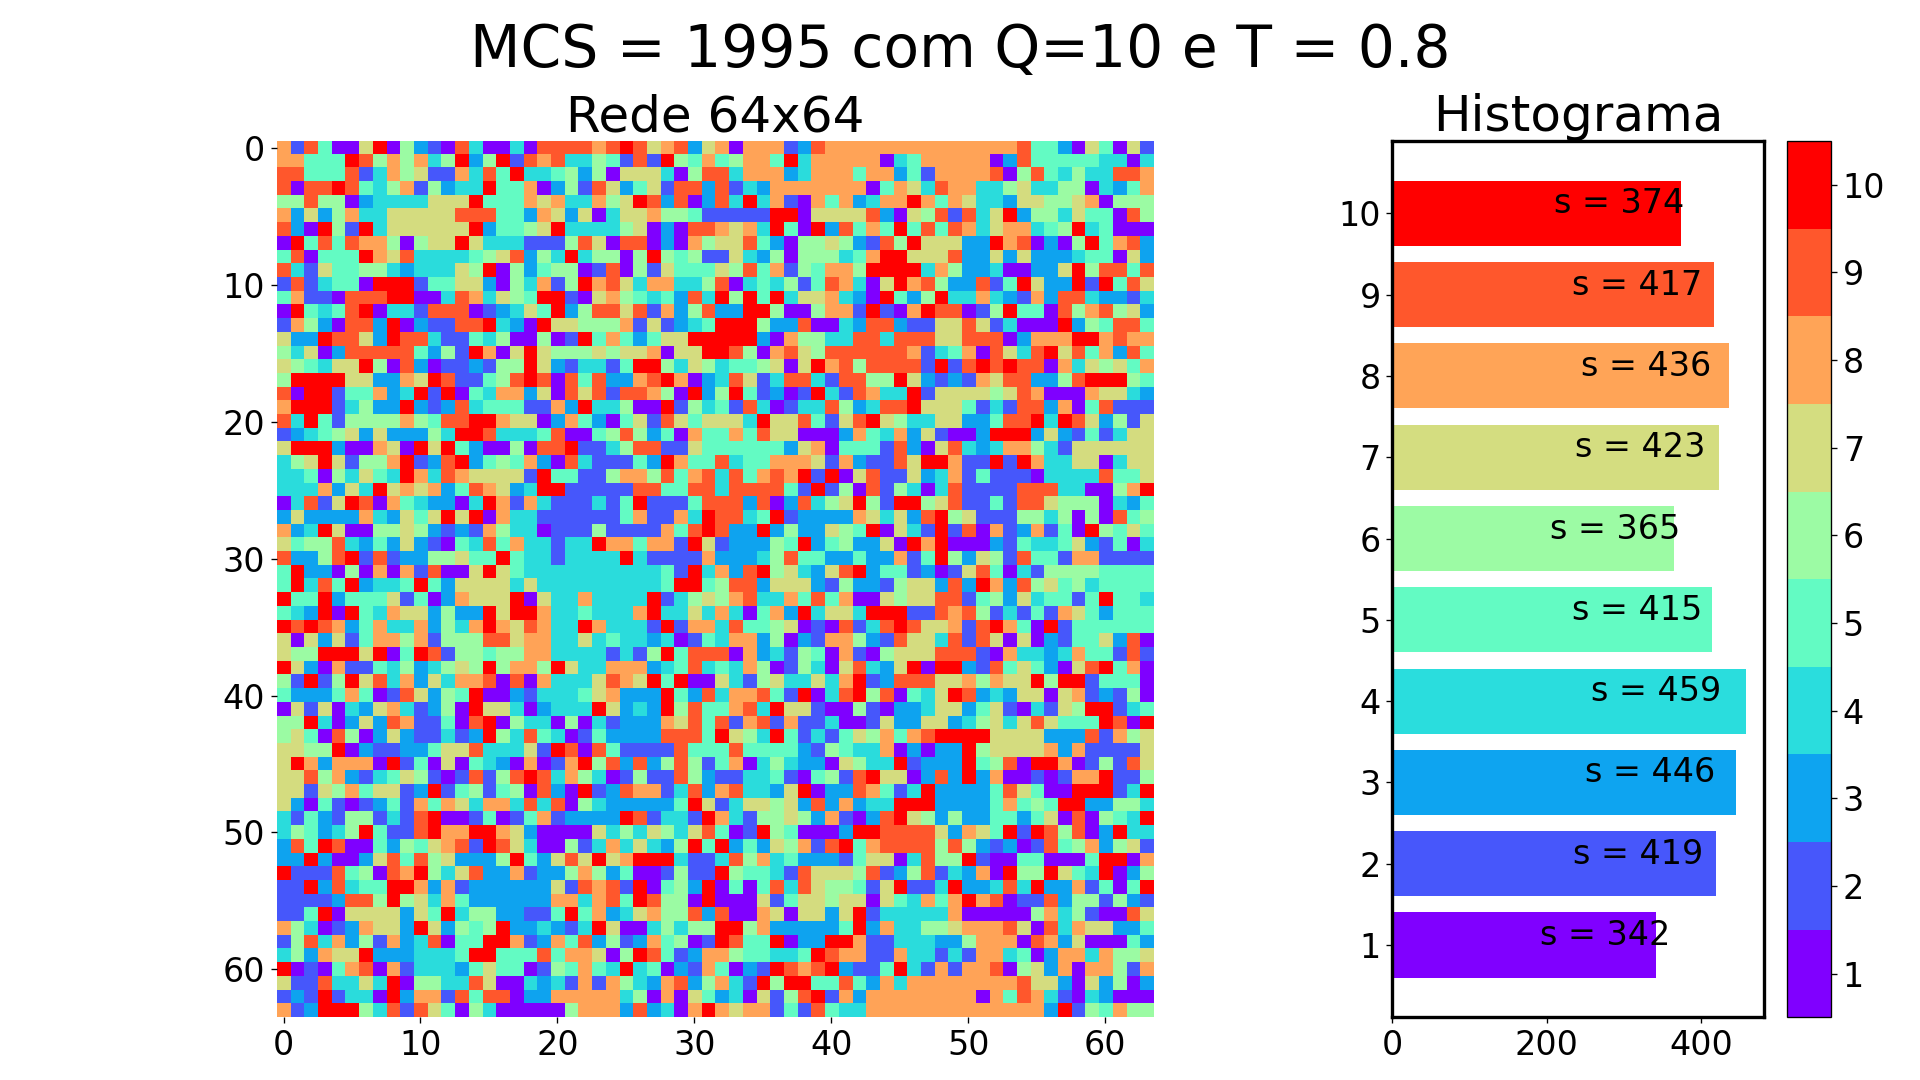 MCS = 1995 com Q=10 e T = 0.8
Rede 64x64
0
10
20
30
40
50
60
0 10 20 30 40 50 60
Histograma
10 s = 374
9 s = 417
8 s = 436
7 s = 423
6 s = 365
5 s = 415
4 s = 459
3 s = 446
2 s = 419
1 s = 342
0 200 400
10
9
8
7
6
5
4
3
2
1